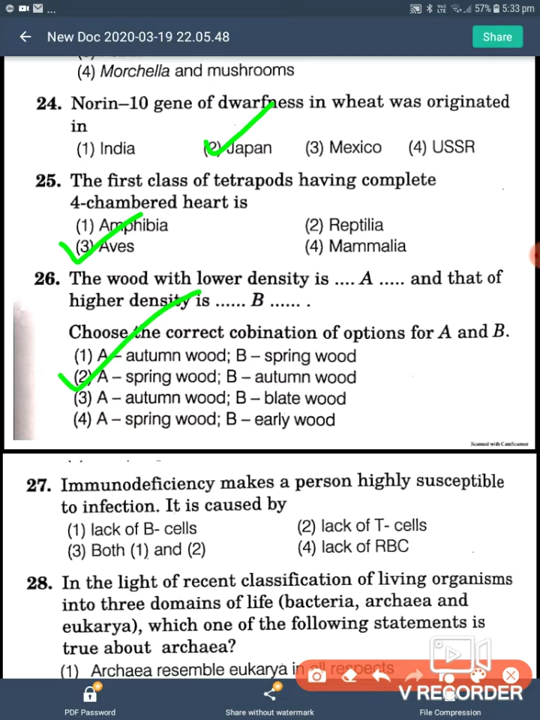 ... 57% 5:33 pm
New Doc 2020-03-19 22.05.48 Share
(4) Morchella and mushrooms
24. Norin–10 gene of dwarfness in wheat was originated
in
(1) India (2) Japan (3) Mexico (4) USSR
25. The first class of tetrapods having complete
4-chambered heart is
(1) Amphibia (2) Reptilia
(3) Aves (4) Mammalia
26. The wood with lower density is .... A ..... and that of
higher density is ...... B ...... .
Choose the correct cobination of options for A and B.
(1) A – autumn wood; B – spring wood
(2) A – spring wood; B – autumn wood
(3) A – autumn wood; B – blate wood
(4) A – spring wood; B – early wood
Scanned with CamScanner
27. Immunodeficiency makes a person highly susceptible
to infection. It is caused by
(1) lack of B- cells (2) lack of T- cells
(3) Both (1) and (2) (4) lack of RBC
28. In the light of recent classification of living organisms
into three domains of life (bacteria, archaea and
eukarya), which one of the following statements is
true about archaea?
(1) Archaea resemble eukarya in all respects
V RECORDER
PDF Password Share without watermark File Compression